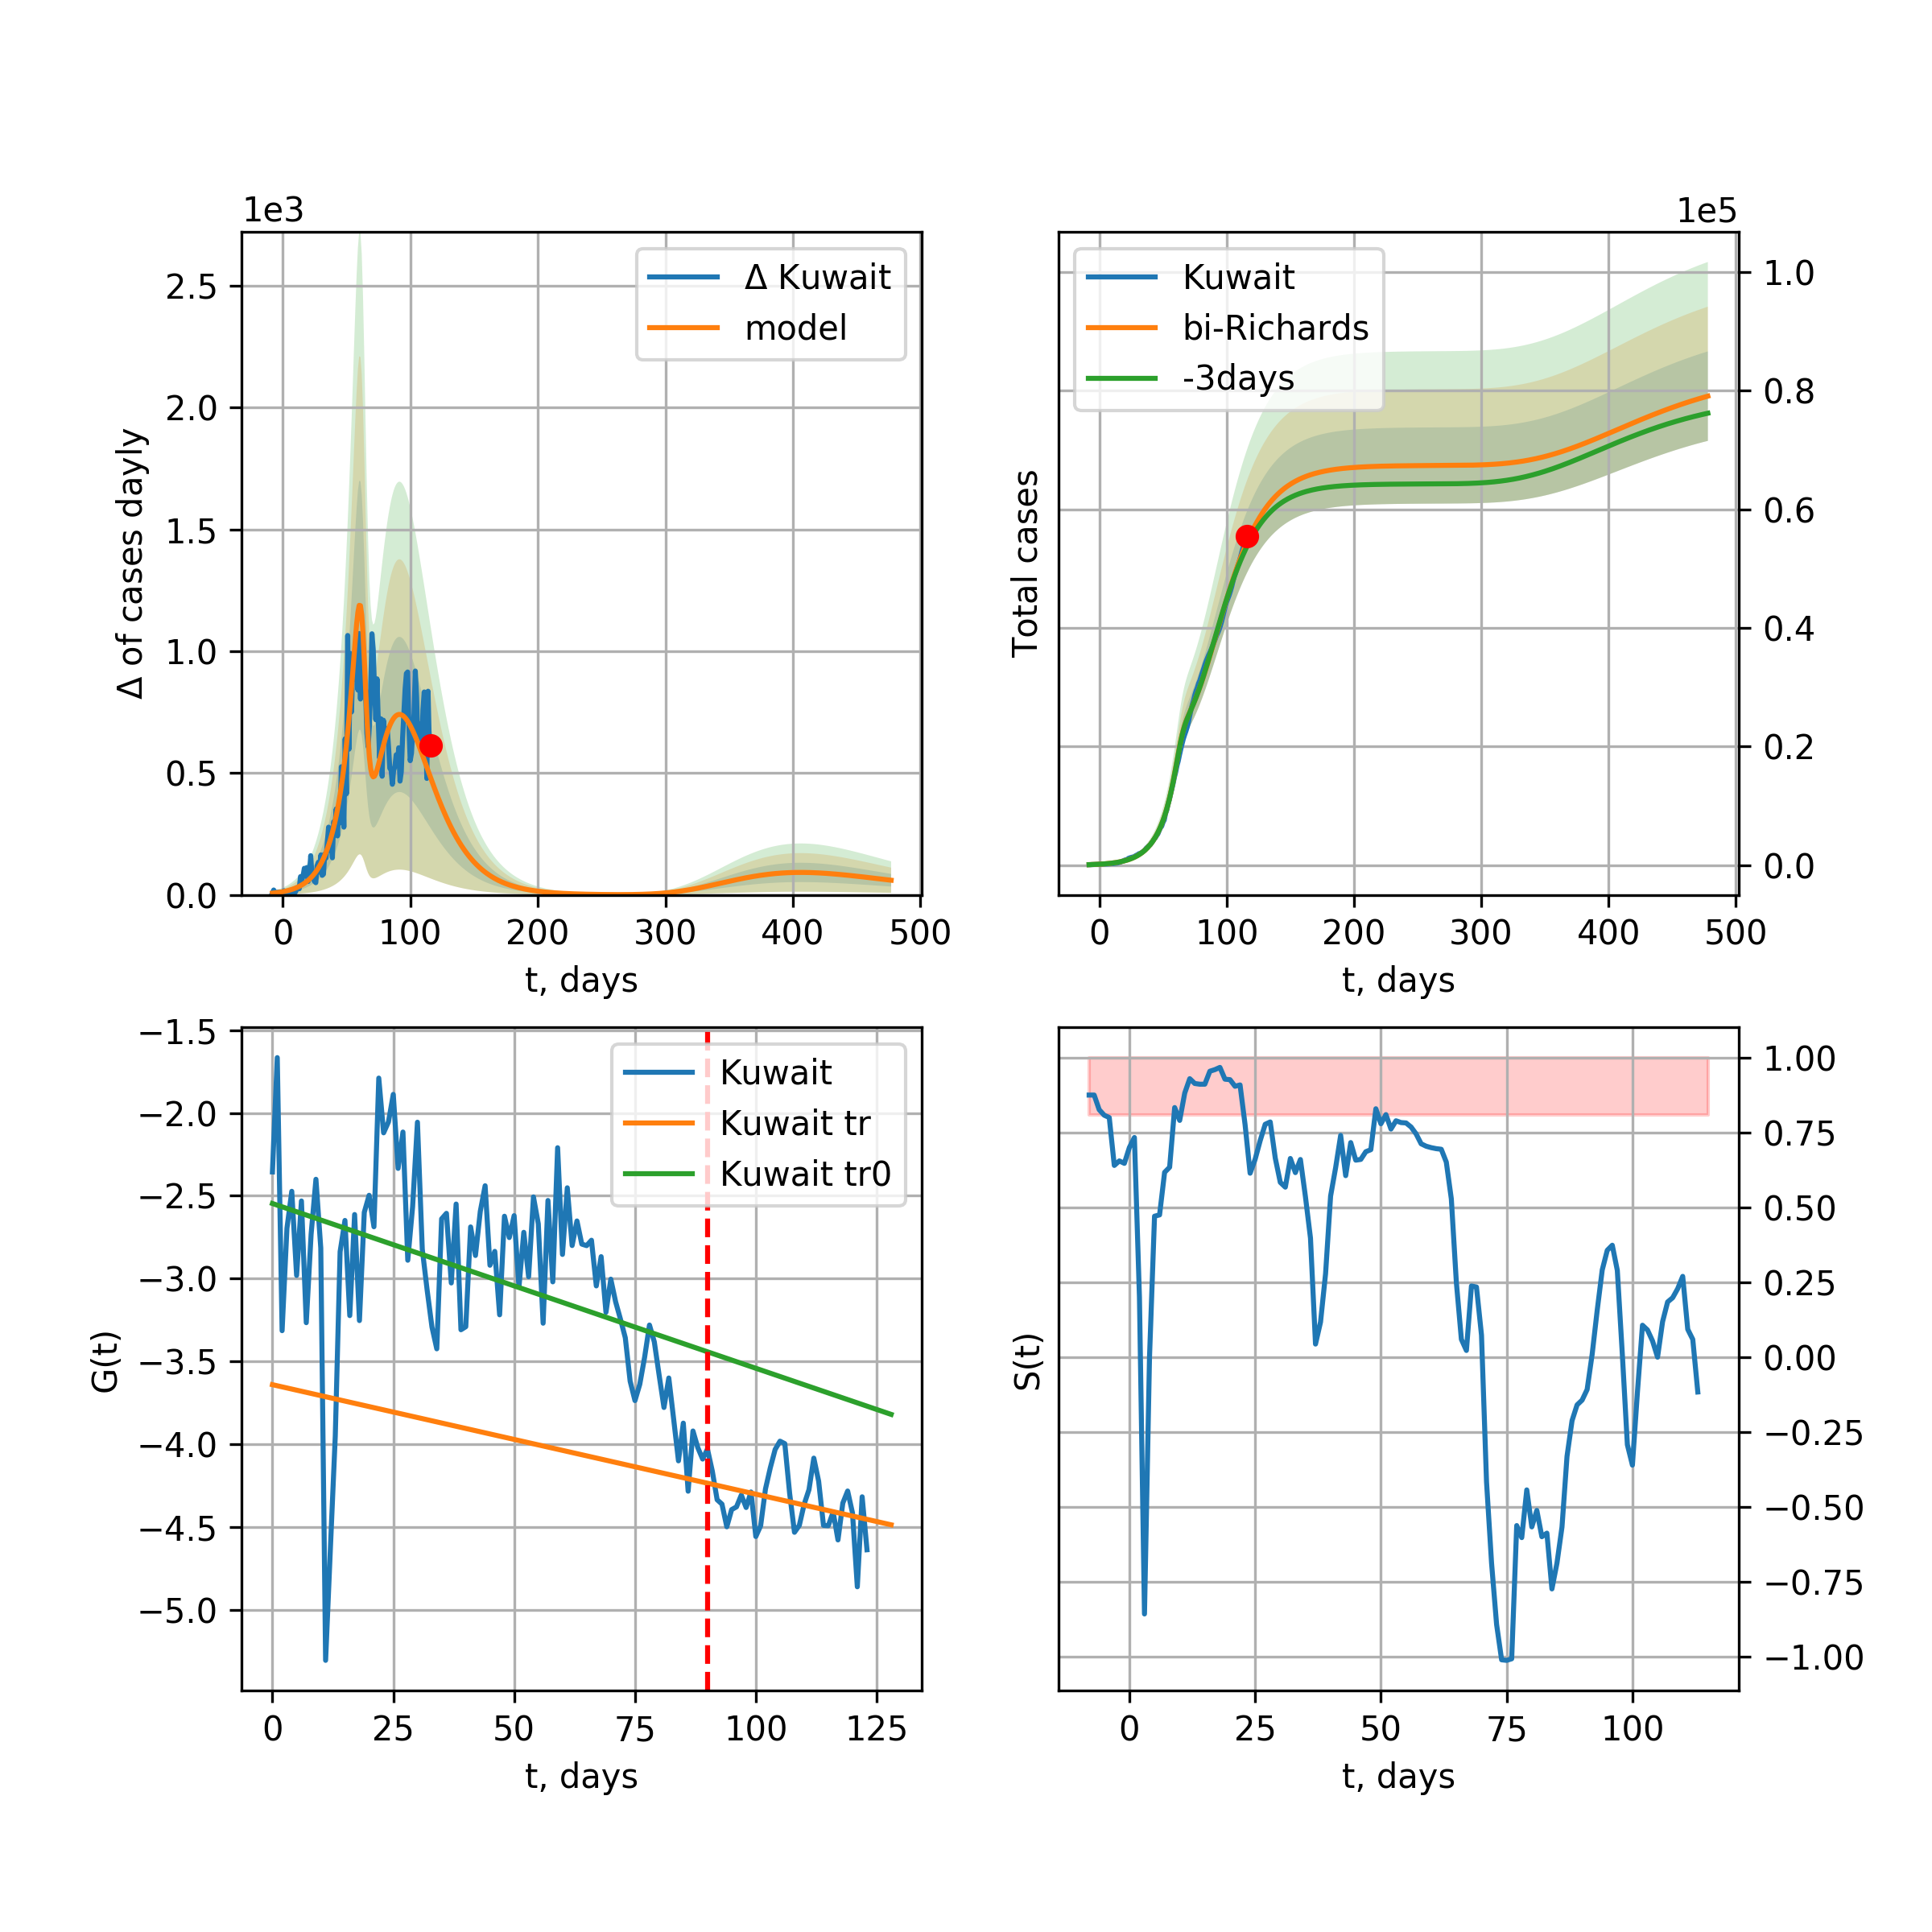 1e3
2.5
2.0
1.5
1.0
0.5
0.0
Δ of cases dayly
Δ Kuwait
model
0 100 200 300 400 500
t, days
1e5
Kuwait
bi-Richards
-3days
1.0
0.8
0.6
0.4
0.2
0.0
Total cases
0 100 200 300 400 500
t, days
−1.5
−2.0
−2.5
−3.0
−3.5
−4.0
−4.5
−5.0
G(t)
Kuwait
Kuwait tr
Kuwait tr0
0 25 50 75 100 125
t, days
1.00
0.75
0.50
0.25
0.00
−0.25
−0.50
−0.75
−1.00
S(t)
0 25 50 75 100
t, days